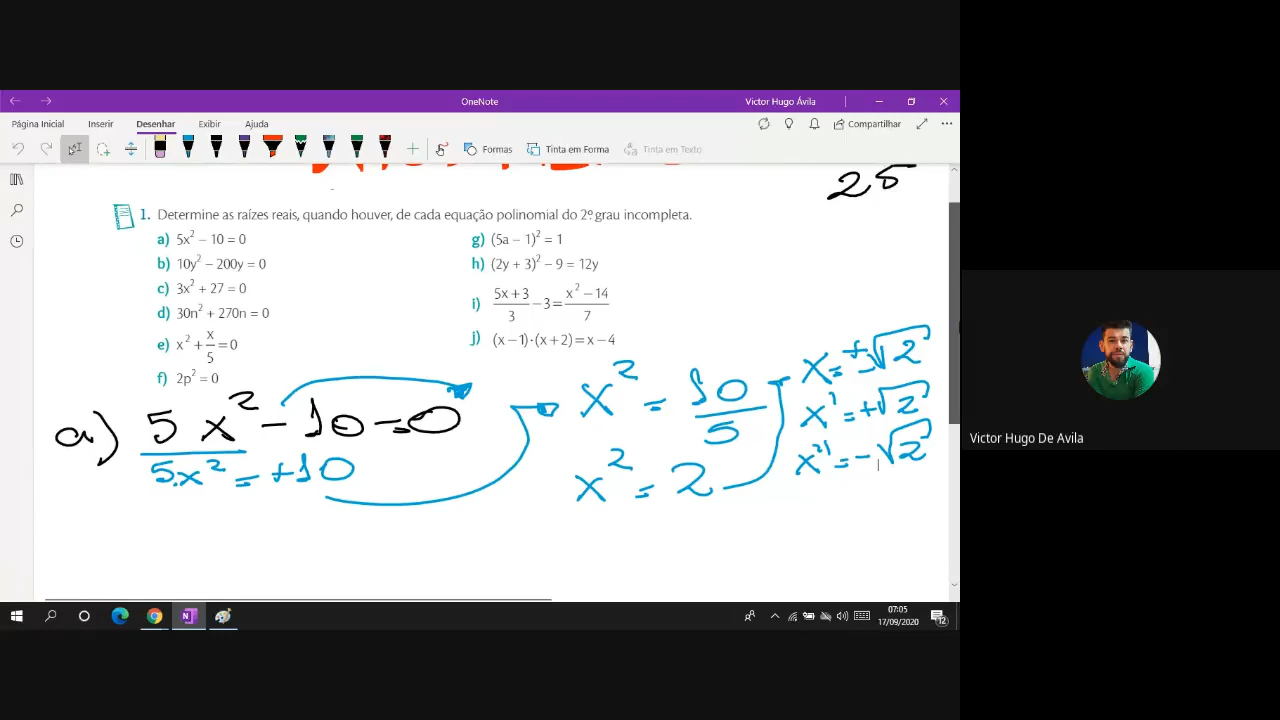 OneNote
Victor Hugo Ávila
Página Inicial Inserir Desenhar Exibir Ajuda
Compartilhar
Formas Tinta em Forma Tinta em Texto
25
1. Determine as raízes reais, quando houver, de cada equação polinomial do 2º grau incompleta.
a) 5x² – 10 = 0
b) 10y² – 200y = 0
c) 3x² + 27 = 0
d) 30n² + 270n = 0
e) x² + x/5 = 0
f) 2p² = 0
g) (5a – 1)² = 1
h) (2y + 3)² – 9 = 12y
i) (5x + 3)/3 – 3 = (x² – 14)/7
j) (x – 1)·(x + 2) = x – 4
a) 5x² – 10 = 0
5x² = +10
x² = 10/5
x² = 2
x = ±√2
x' = +√2
x'' = –√2
Victor Hugo De Avila
07:05
17/09/2020
12